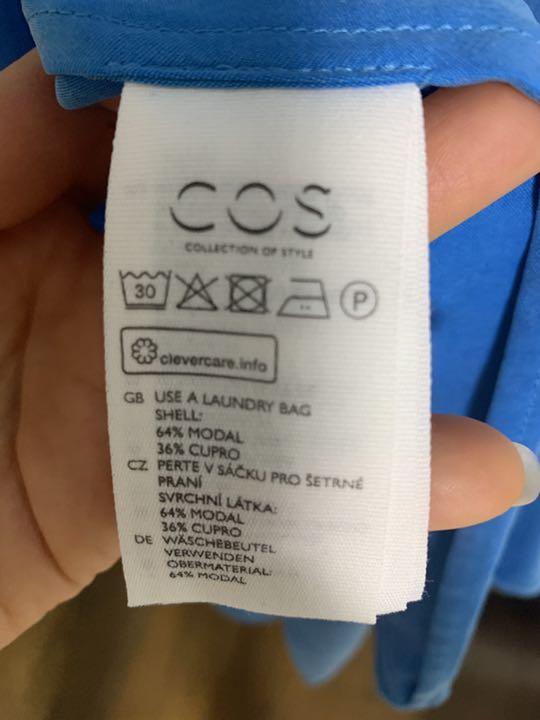 COS
COLLECTION OF STYLE
30
P
clevercare.info
GB USE A LAUNDRY BAG
SHELL:
64% MODAL
36% CUPRO
CZ PERTE V SÁČKU PRO ŠETRNÉ
PRANÍ
SVRCHNÍ LÁTKA:
64% MODAL
36% CUPRO
DE WÄSCHEBEUTEL
VERWENDEN
OBERMATERIAL:
64% MODAL